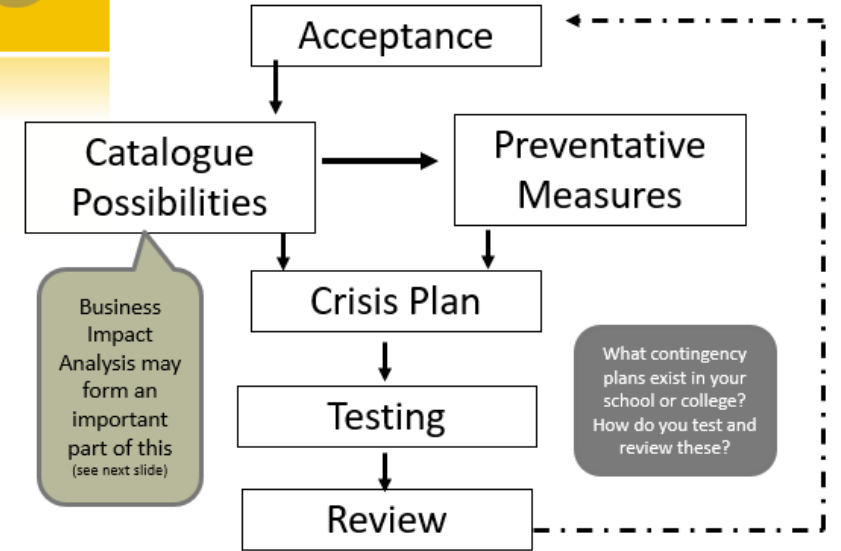 Acceptance
Catalogue
Possibilities
Preventative
Measures
Business
Impact
Analysis may
form an
important
part of this
(see next slide)
Crisis Plan
What contingency
plans exist in your
school or college?
How do you test and
review these?
Testing
Review